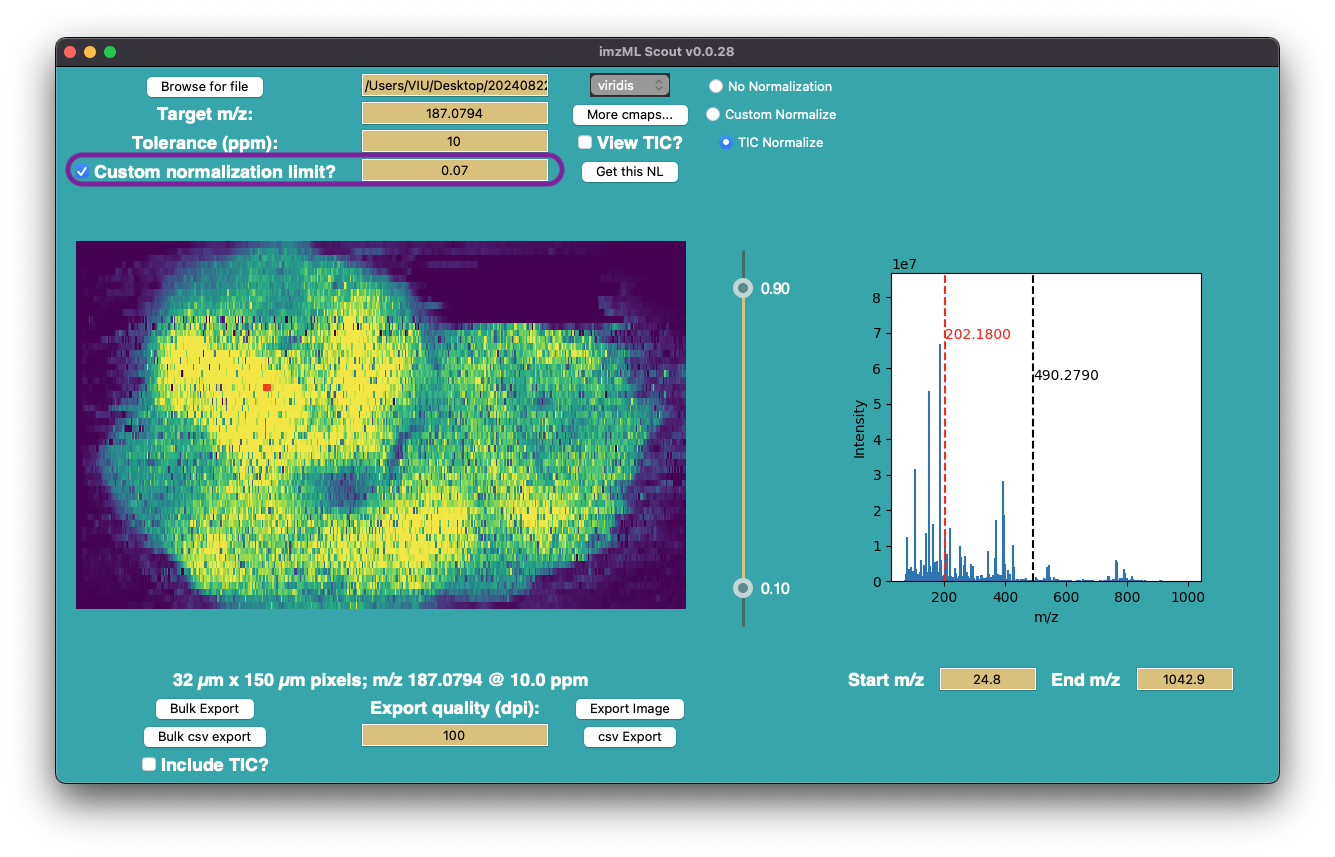 imzML Scout v0.0.28
Browse for file
/Users/VIU/Desktop/20240822
viridis
No Normalization
Target m/z:
187.0794
More cmaps...
Custom Normalize
Tolerance (ppm):
10
View TIC?
TIC Normalize
Custom normalization limit?
0.07
Get this NL
0.90
0.10
1e7
8
7
6
5
4
3
2
1
0
Intensity
202.1800
490.2790
200 400 600 800 1000
m/z
32 µm x 150 µm pixels; m/z 187.0794 @ 10.0 ppm
Start m/z
24.8
End m/z
1042.9
Bulk Export
Export quality (dpi):
Export Image
Bulk csv export
100
csv Export
Include TIC?